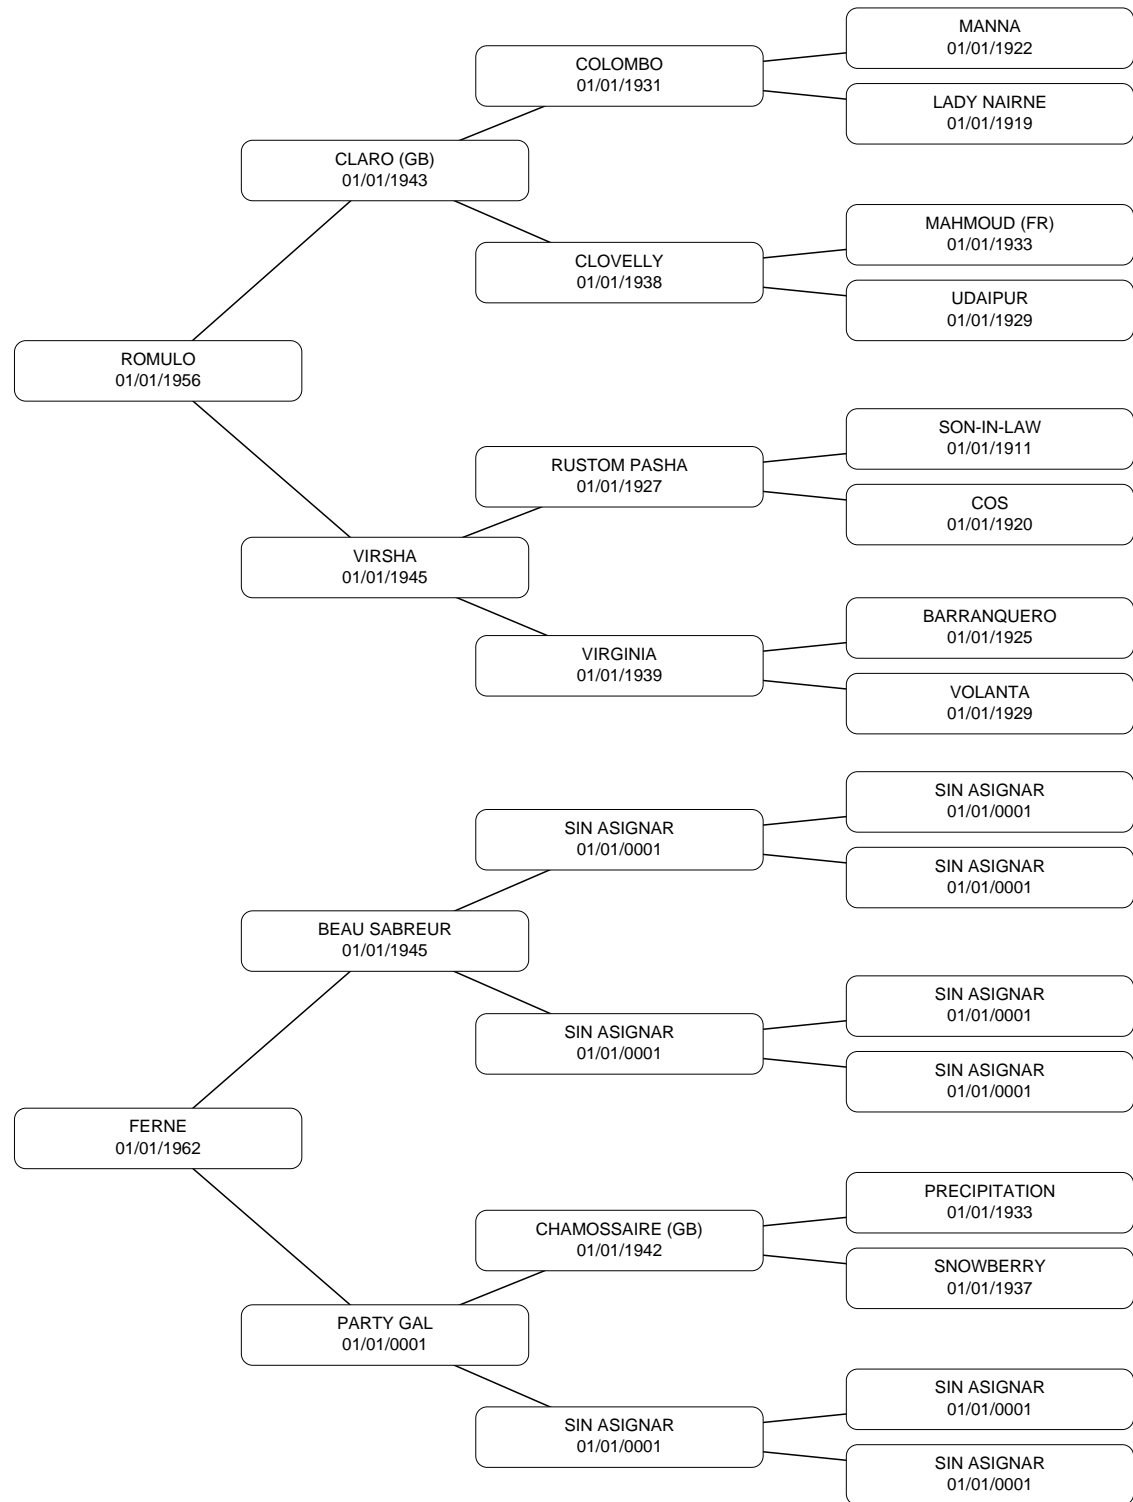 MANNA
01/01/1922
COLOMBO
01/01/1931
LADY NAIRNE
01/01/1919
CLARO (GB)
01/01/1943
MAHMOUD (FR)
01/01/1933
CLOVELLY
01/01/1938
UDAIPUR
01/01/1929
ROMULO
01/01/1956
SON-IN-LAW
01/01/1911
RUSTOM PASHA
01/01/1927
COS
01/01/1920
VIRSHA
01/01/1945
BARRANQUERO
01/01/1925
VIRGINIA
01/01/1939
VOLANTA
01/01/1929
SIN ASIGNAR
01/01/0001
SIN ASIGNAR
01/01/0001
SIN ASIGNAR
01/01/0001
BEAU SABREUR
01/01/1945
SIN ASIGNAR
01/01/0001
SIN ASIGNAR
01/01/0001
SIN ASIGNAR
01/01/0001
FERNE
01/01/1962
PRECIPITATION
01/01/1933
CHAMOSSAIRE (GB)
01/01/1942
SNOWBERRY
01/01/1937
PARTY GAL
01/01/0001
SIN ASIGNAR
01/01/0001
SIN ASIGNAR
01/01/0001
SIN ASIGNAR
01/01/0001